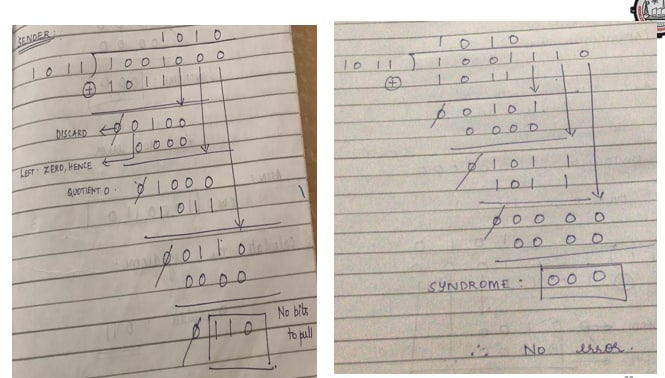 SENDER
1 0 1 0
1 0 1 1 ) 1 0 0 1 0 0 0
⊕ 1 0 1 1
DISCARD ← 0 0 1 0 0
0 0 0 0
LEFT: ZERO, HENCE
QUOTIENT 0.
0 1 0 0 0
1 0 1 1
0 0 1 1 0
0 0 0 0
0 1 1 0
No bits
to pull
1 0 1 0
1 0 1 1 ) 1 0 0 1 1 1 0
⊕ 1 0 1 1
0 0 1 0 1
0 0 0 0
0 1 0 1 1
1 0 1 1
0 0 0 0 0
0 0 0 0
SYNDROME : 0 0 0
∴ No error.